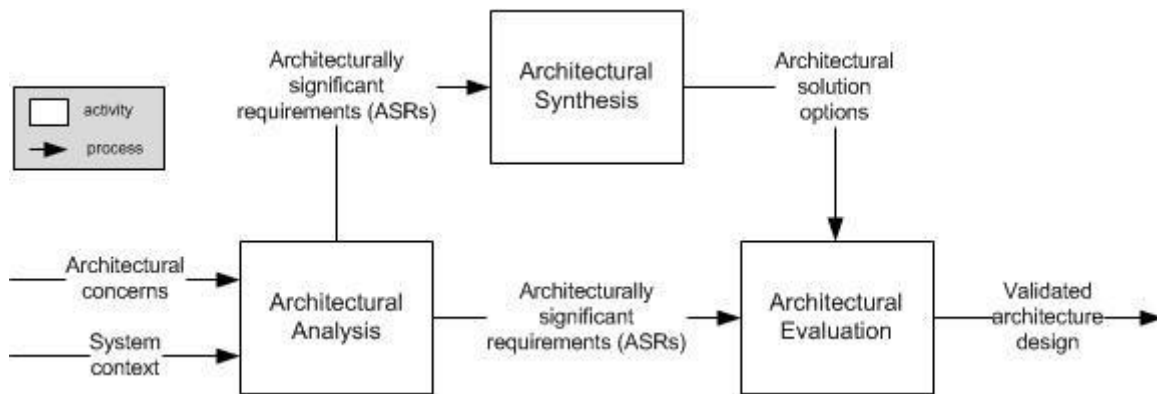 Architecturally
significant
requirements (ASRs)
Architectural
Synthesis
Architectural
solution
options
activity
process
Architectural
concerns
System
context
Architectural
Analysis
Architecturally
significant
requirements (ASRs)
Architectural
Evaluation
Validated
architecture
design